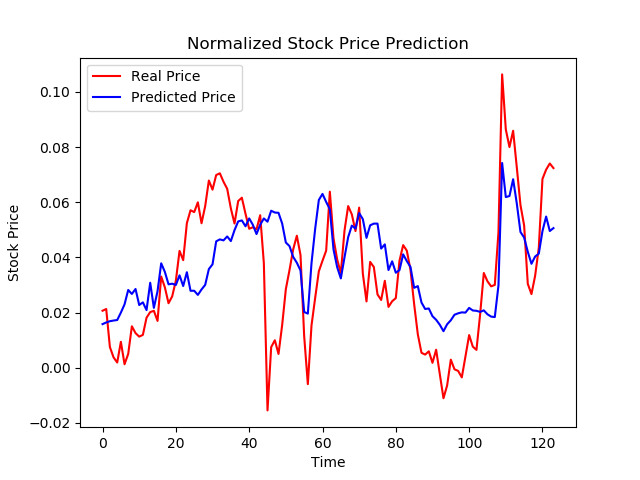 Normalized Stock Price Prediction
Real Price
Predicted Price
Stock Price
0.10
0.08
0.06
0.04
0.02
0.00
−0.02
0 20 40 60 80 100 120
Time